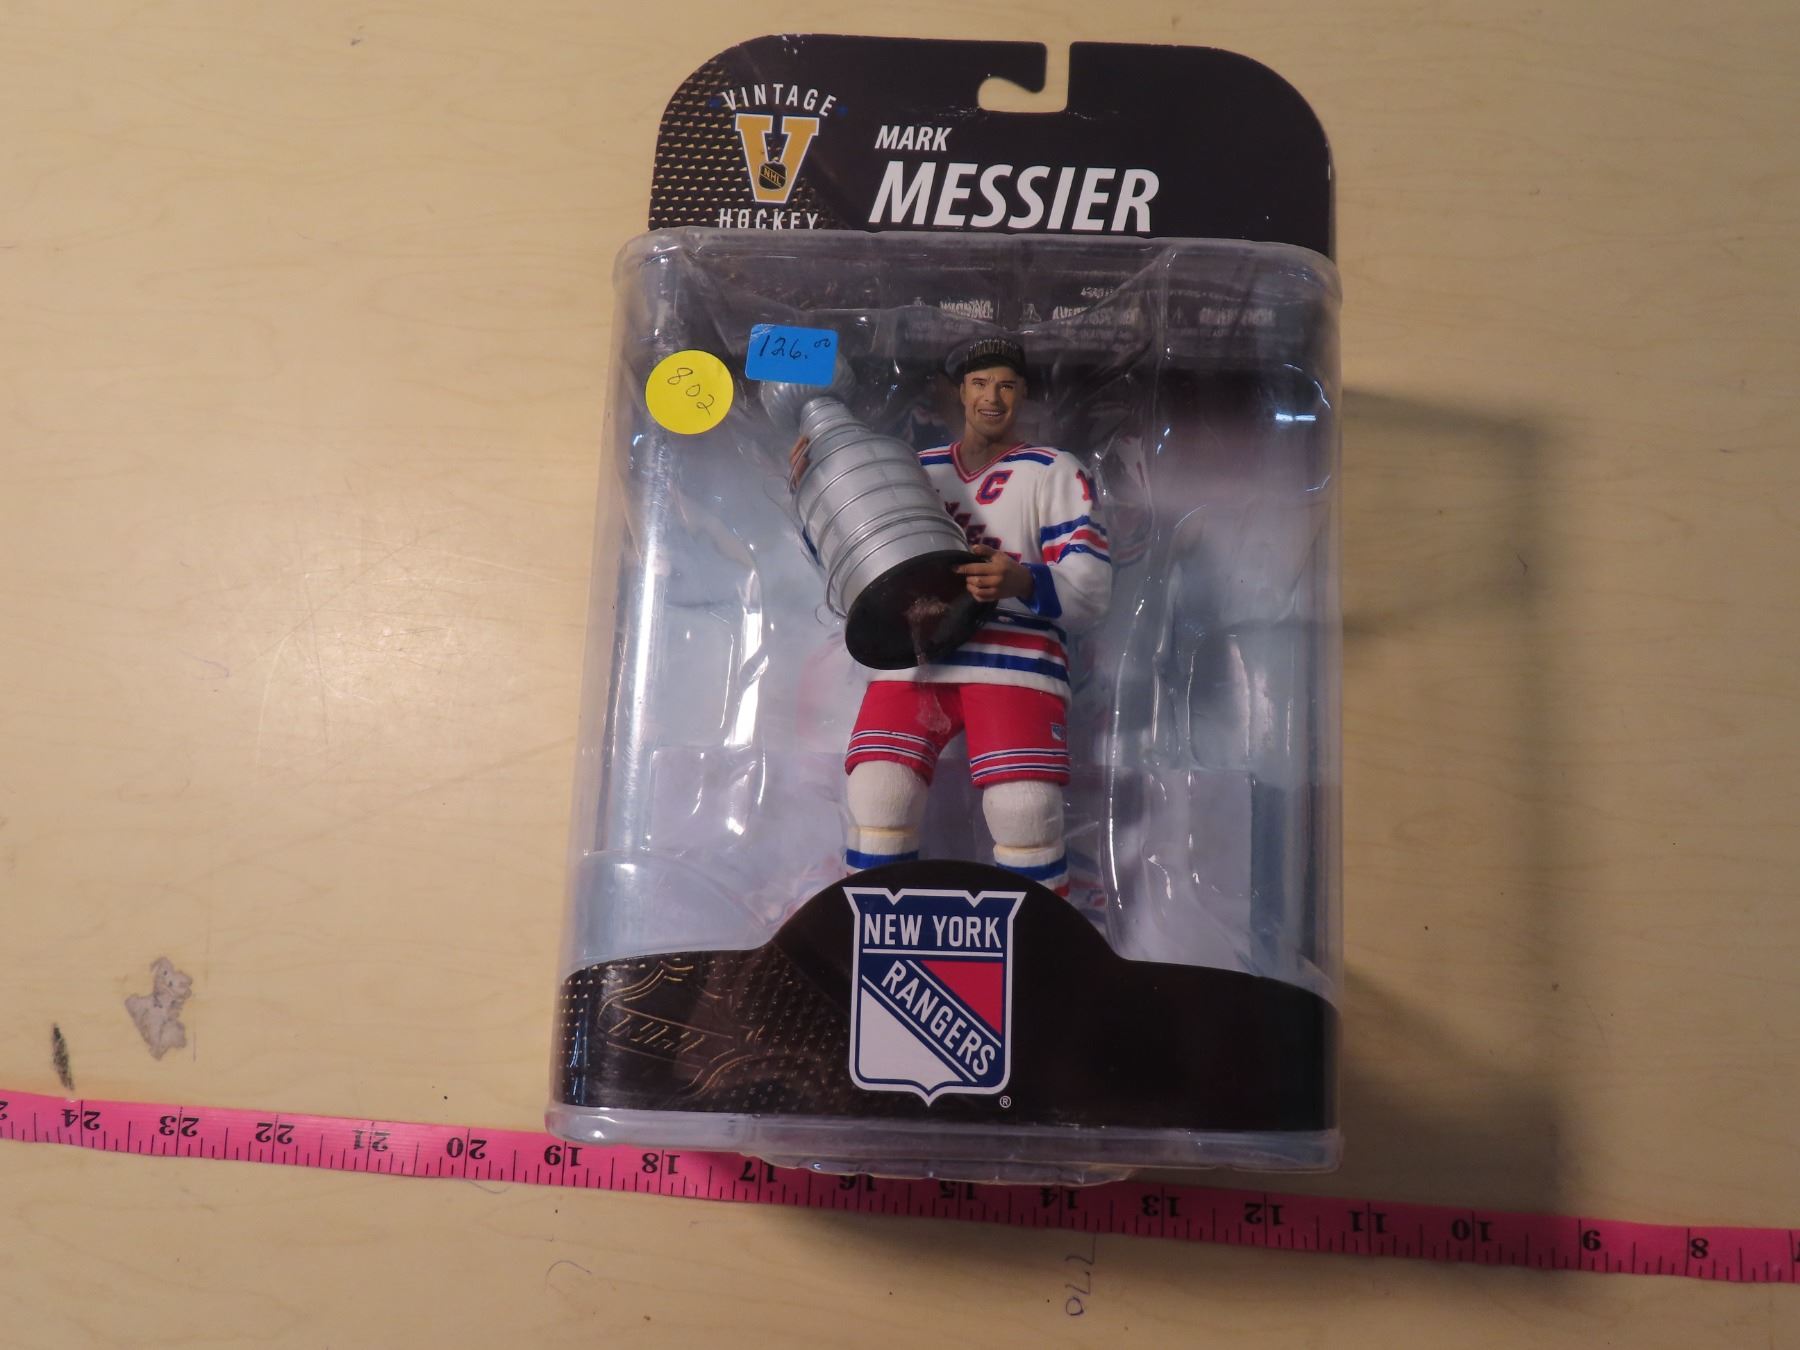 VINTAGE
NHL
HOCKEY
MARK
MESSIER
126.00
802
C
NEW YORK
RANGERS
®
24 23 22 21 20 19 18 17 16 15 14 13 12 11 10 9 8
770